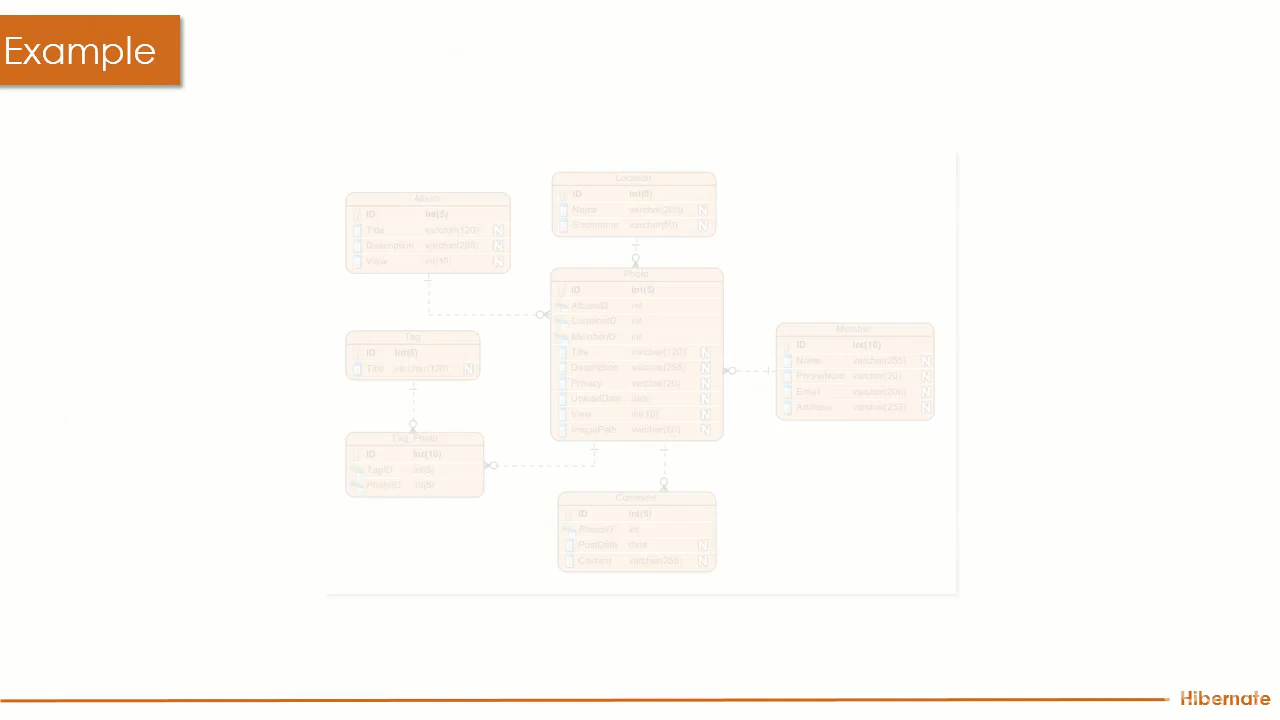 Example
Location
ID int(5)
Name varchar(200)
Shortname varchar(60) N
Album
ID int(5)
Title varchar(120) N
Description varchar(255) N
View int(10) N
Photo
ID int(5)
AlbumID int
LocationID int
MemberID int
Title varchar(120) N
Description varchar(255) N
Privacy varchar(20) N
UploadDate date N
View int(10) N
ImagePath varchar(60) N
Tag
ID int(5)
Title varchar(120) N
Member
ID int(10)
Name varchar(255) N
PhoneNum varchar(20) N
Email varchar(200) N
Address varchar(255) N
Tag_Photo
ID int(10)
TagID int(5)
PhotoID int(5)
Comment
ID int(5)
PhotoID int
PostDate date N
Content varchar(255) N
Hibernate